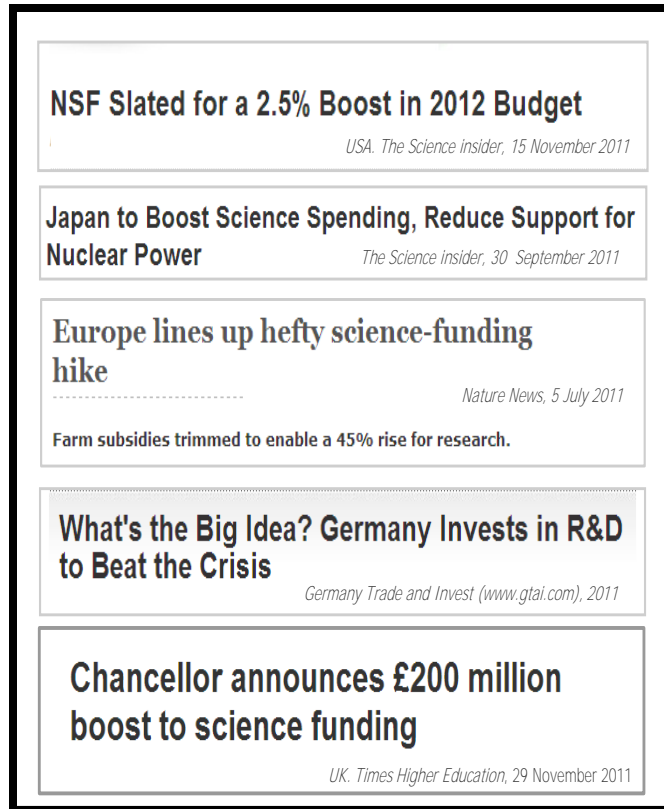 NSF Slated for a 2.5% Boost in 2012 Budget
USA. The Science insider, 15 November 2011
Japan to Boost Science Spending, Reduce Support for
Nuclear Power
The Science insider, 30 September 2011
Europe lines up hefty science-funding
hike
Nature News, 5 July 2011
Farm subsidies trimmed to enable a 45% rise for research.
What's the Big Idea? Germany Invests in R&D
to Beat the Crisis
Germany Trade and Invest (www.gtai.com), 2011
Chancellor announces £200 million
boost to science funding
UK. Times Higher Education, 29 November 2011